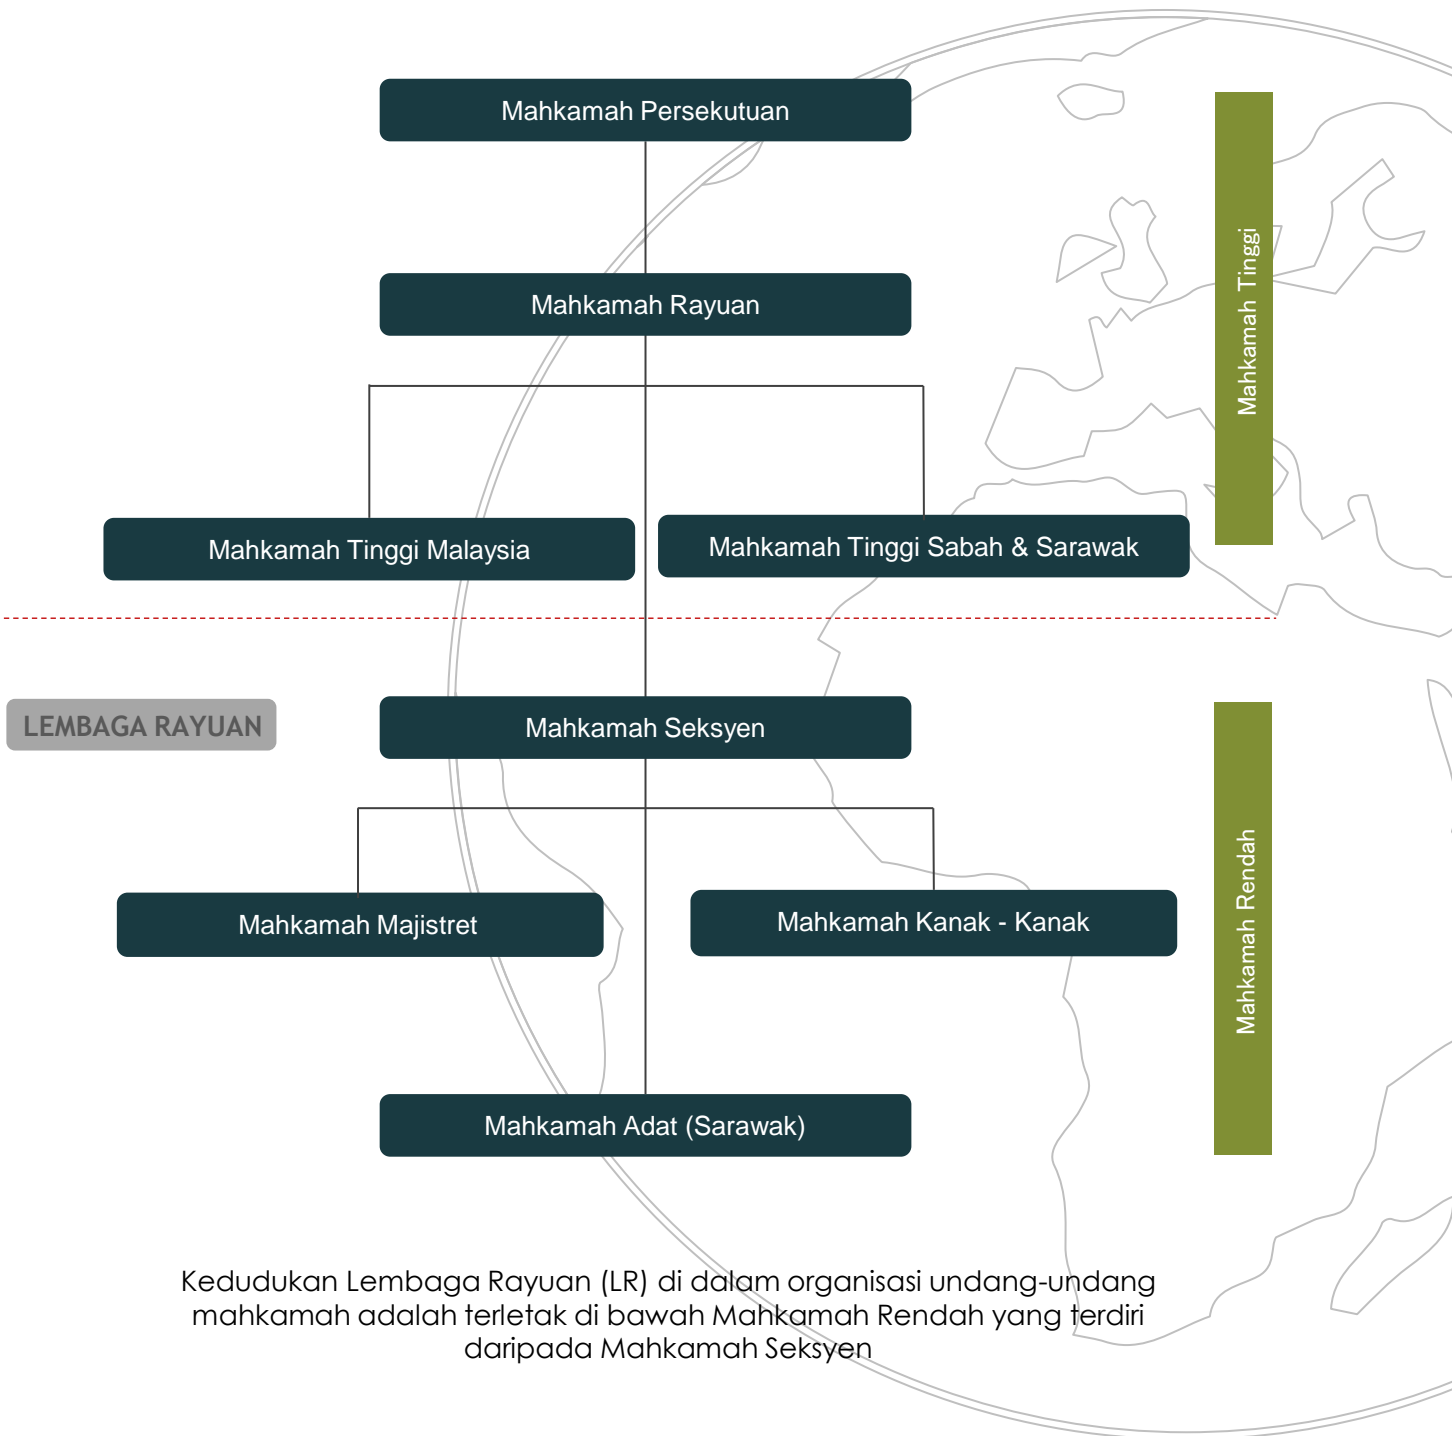 Mahkamah Persekutuan
Mahkamah Rayuan
Mahkamah Tinggi Malaysia
Mahkamah Tinggi Sabah & Sarawak
Mahkamah Tinggi
LEMBAGA RAYUAN
Mahkamah Seksyen
Mahkamah Majistret
Mahkamah Kanak - Kanak
Mahkamah Adat (Sarawak)
Mahkamah Rendah
Kedudukan Lembaga Rayuan (LR) di dalam organisasi undang-undang
mahkamah adalah terletak di bawah Mahkamah Rendah yang terdiri
daripada Mahkamah Seksyen